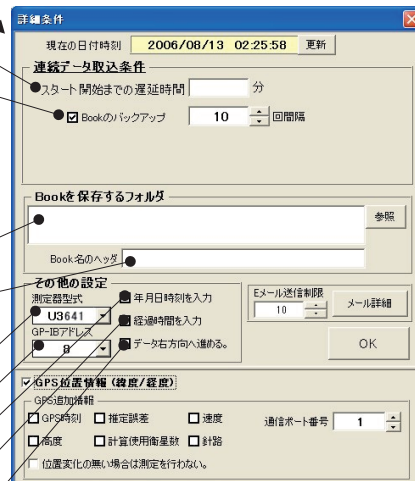 詳細条件
現在の日付時刻 2006/08/13 02:25:58 更新
連続データ取込条件
スタート開始までの遅延時間 分
Bookのバックアップ 10 回間隔
Bookを保存するフォルダ
参照
Book名のヘッダ
その他の設定
測定器型式
U3641
GP-IBアドレス
8
年月日時刻を入力
経過時間を入力
データ右方向へ進める。
Eメール送信制限
10
メール詳細
OK
GPS位置情報(緯度/経度)
GPS追加情報
GPS時刻 推定誤差 速度 通信ポート番号 1
高度 計算使用衛星数 針路
位置変化の無い場合は測定を行わない。